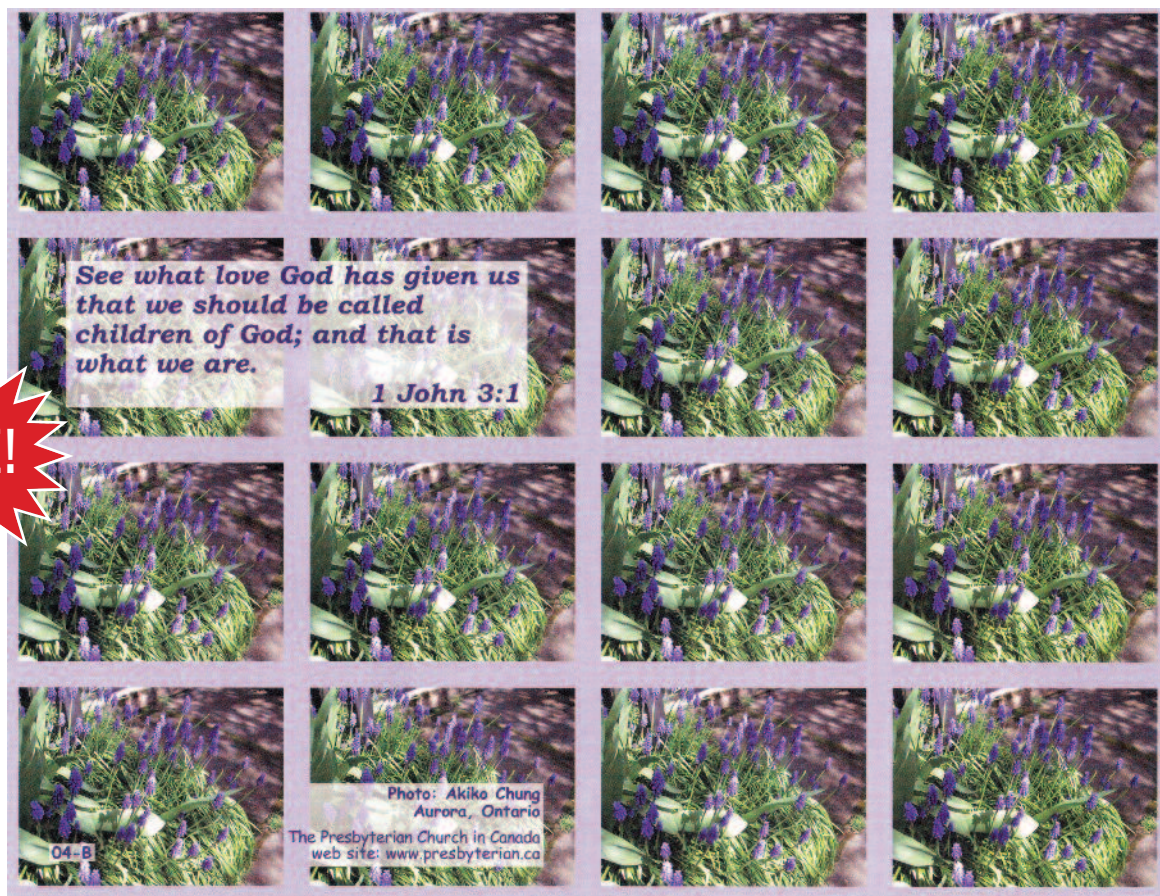 See what love God has given us
that we should be called
children of God; and that is
what we are.
1 John 3:1
!
Photo: Akiko Chung
Aurora, Ontario
The Presbyterian Church in Canada
web site: www.presbyterian.ca
04-B